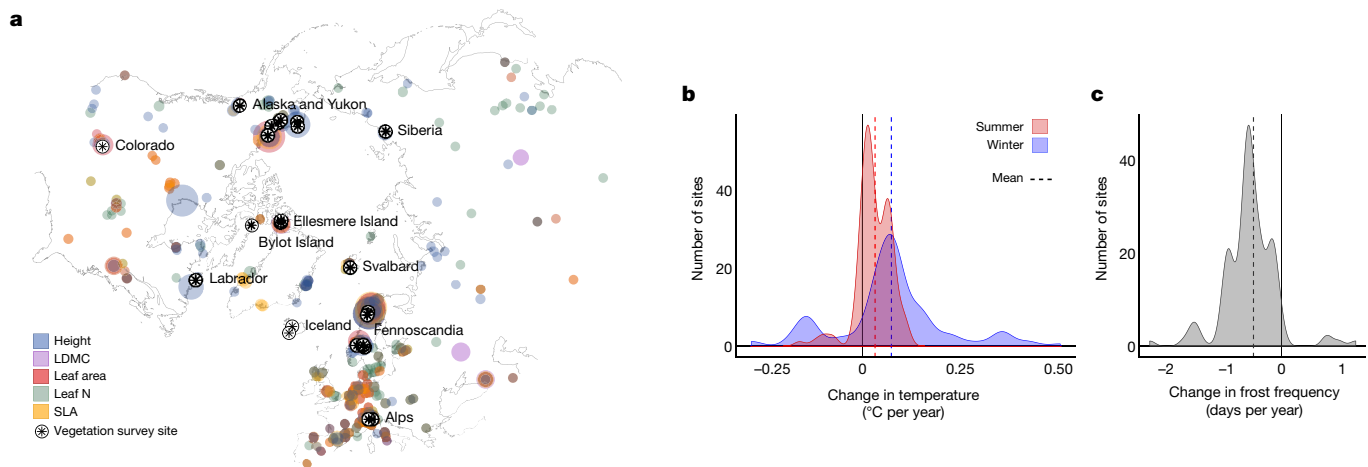 a
Alaska and Yukon
Siberia
Colorado
Ellesmere Island
Bylot Island
Svalbard
Labrador
Iceland
Fennoscandia
Alps
Height
LDMC
Leaf area
Leaf N
SLA
Vegetation survey site
b
Summer
Winter
Mean
Number of sites
40
20
0
-0.25
0
0.25
0.50
Change in temperature
(°C per year)
c
Number of sites
40
20
0
−2
−1
0
1
Change in frost frequency
(days per year)